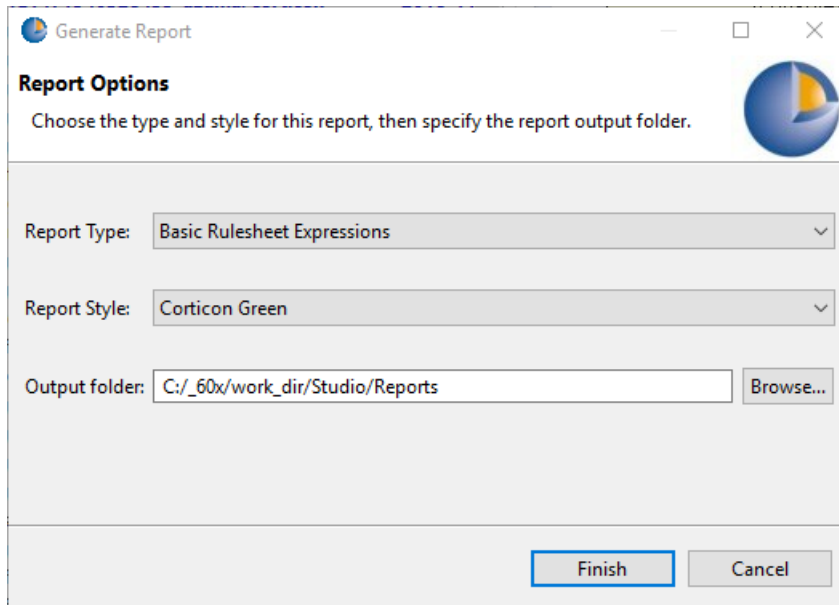 Generate Report
Report Options
Choose the type and style for this report, then specify the report output folder.
Report Type: Basic Rulesheet Expressions
Report Style: Corticon Green
Output folder: C:/_60x/work_dir/Studio/Reports Browse...
Finish Cancel